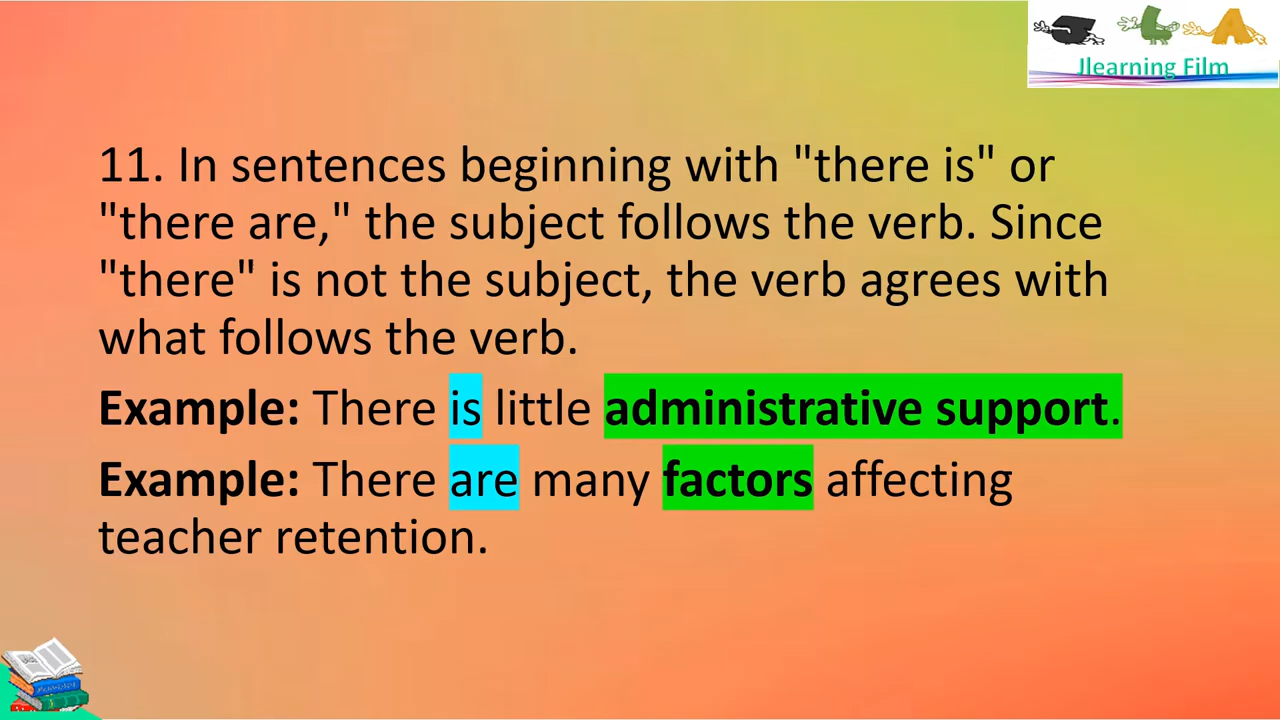 Jlearning Film
11. In sentences beginning with "there is" or
"there are," the subject follows the verb. Since
"there" is not the subject, the verb agrees with
what follows the verb.
Example: There is little administrative support.
Example: There are many factors affecting
teacher retention.